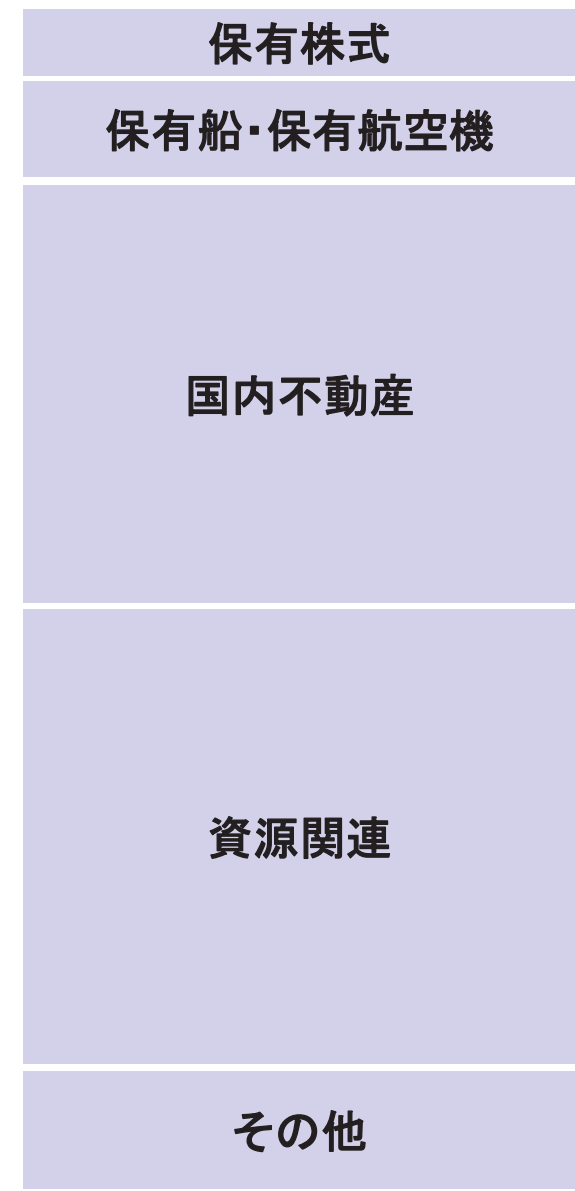 保有株式
保有船・保有航空機
国内不動産
資源関連
その他